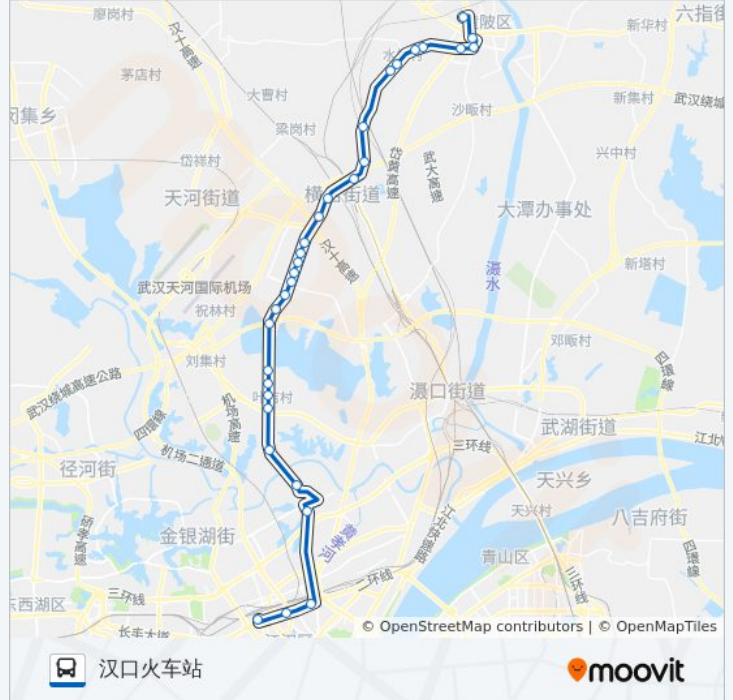 廖岗村
汉十高速
陂区
新华村
六指街
茅店村
大曹村
沙畈村
新集村
武汉绕城
闵集乡
梁岗村
岱祥村
岱黄高速
武大高速
兴中村
天河街道
街道
大潭办事处
汉十高速
滠水
新塔村
武汉天河国际机场
祝林村
邓畈村
刘集村
四環線
武汉绕城高速公路
滠口街道
机场高速
四環線
武湖街道
三环线
江北
机场二通道
径河街
天兴乡
天兴村
八吉府街
金银湖街
黄孝河
江北快速路
青山区
四環線
三环线
二环线
三环线
东西湖区
长丰大道
© OpenStreetMap contributors | © OpenMapTiles
汉口火车站
moovit